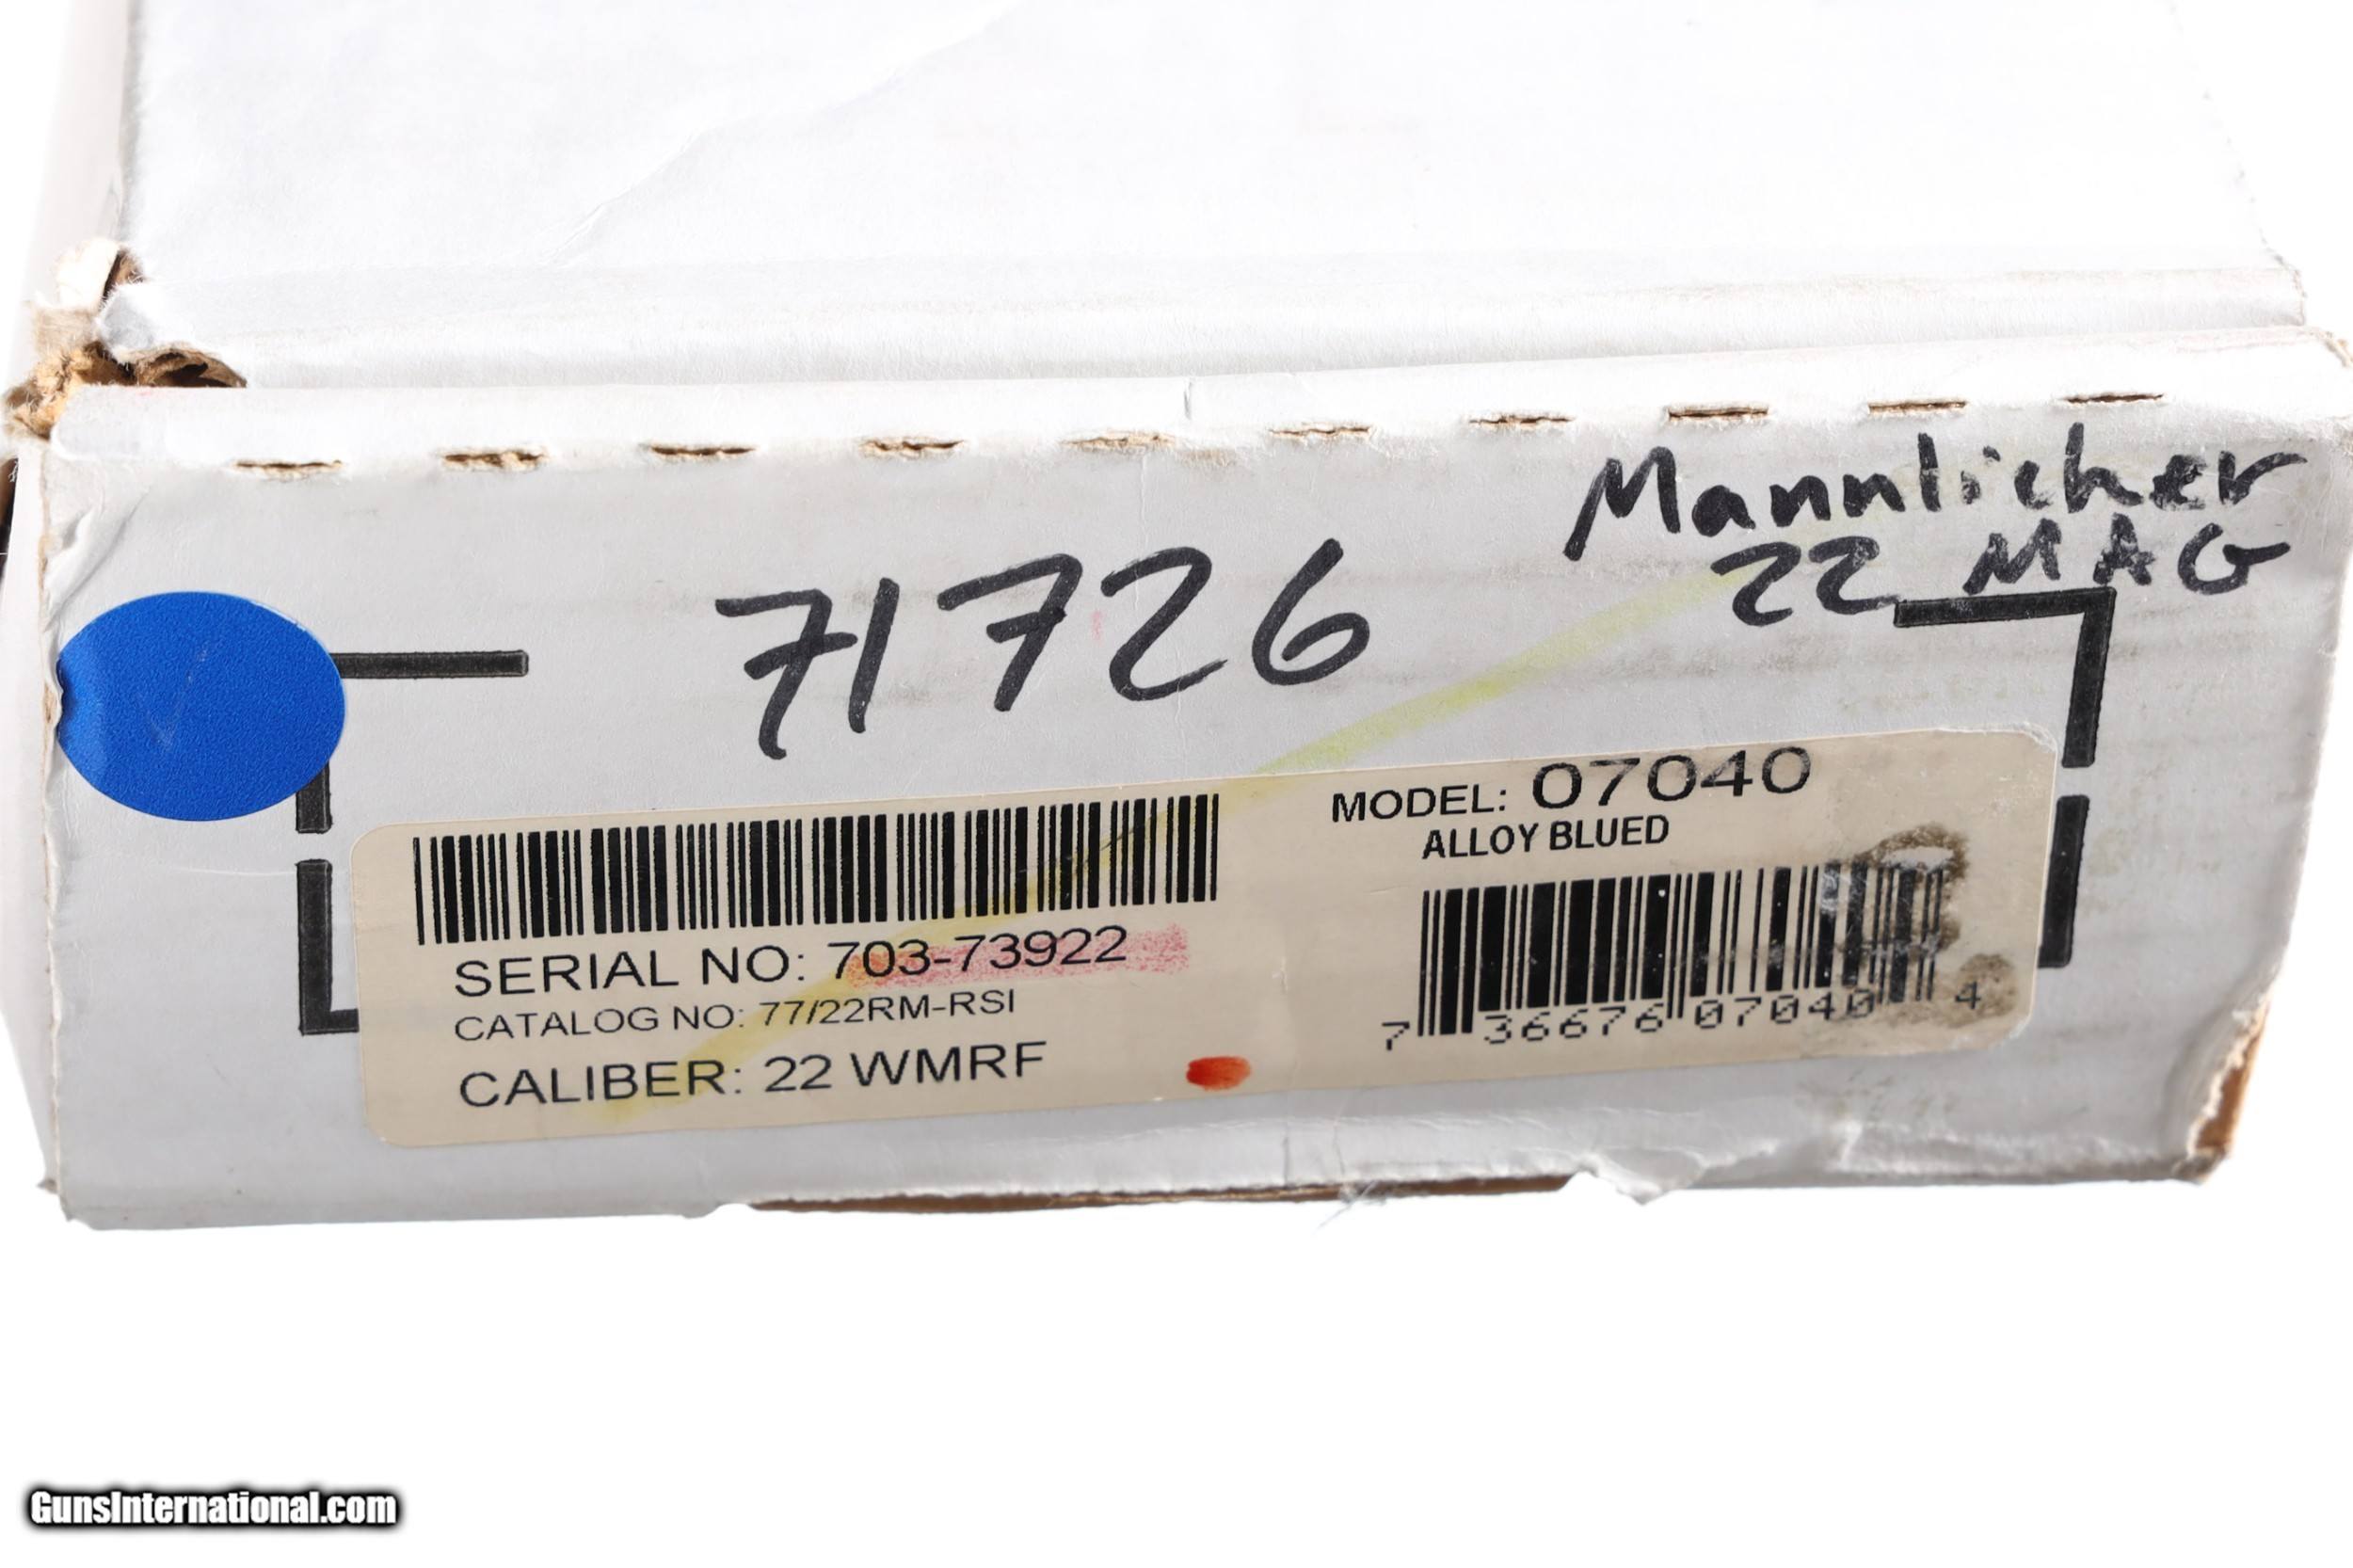 Mannlicher
22 MAG
71726
MODEL: 07040
ALLOY BLUED
SERIAL NO: 703-73922
CATALOG NO: 77/22RM-RSI
CALIBER: 22 WMRF
7 36676 07040 4
GunsInternational.com